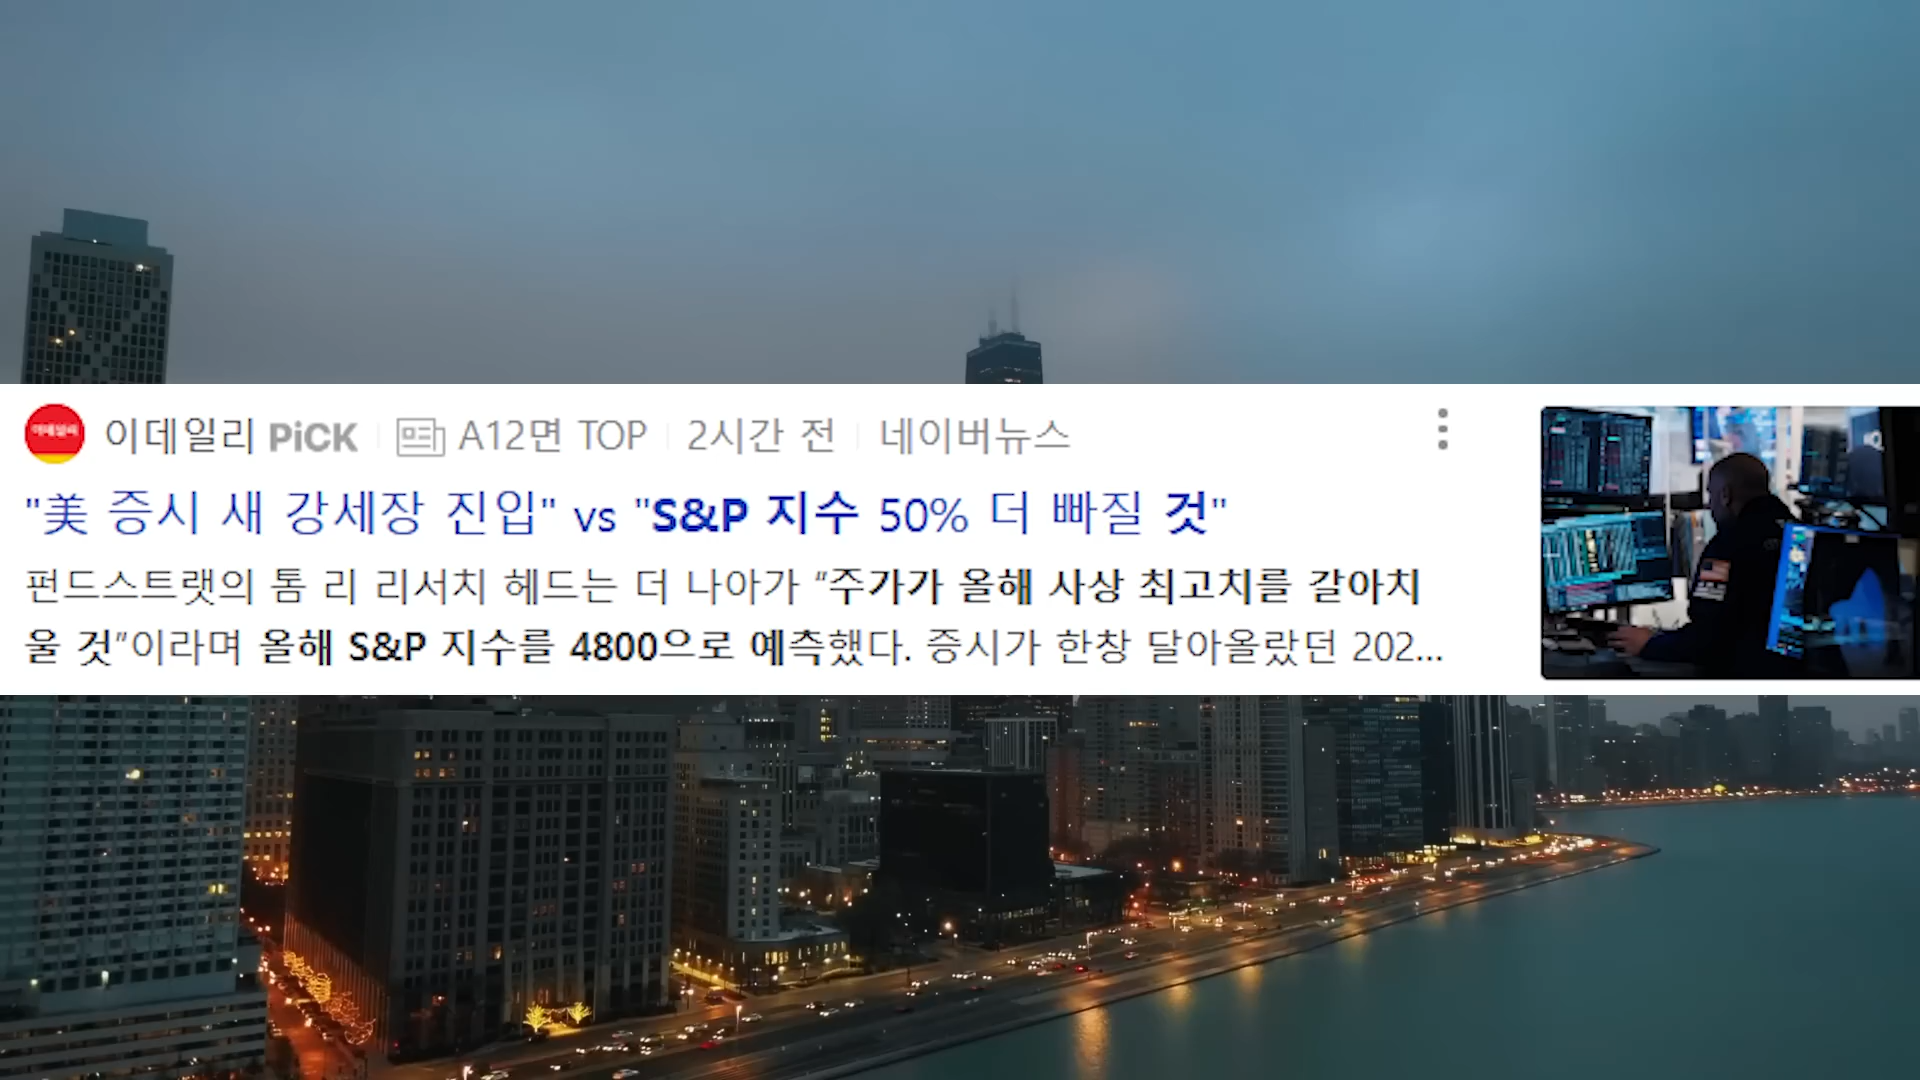 이데일리 PiCK A12면 TOP 2시간 전 네이버뉴스
"美 증시 새 강세장 진입" vs "S&P 지수 50% 더 빠질 것"
펀드스트랫의 톰 리 리서치 헤드는 더 나아가 “주가가 올해 사상 최고치를 갈아치
울 것”이라며 올해 S&P 지수를 4800으로 예측했다. 증시가 한창 달아올랐던 202...